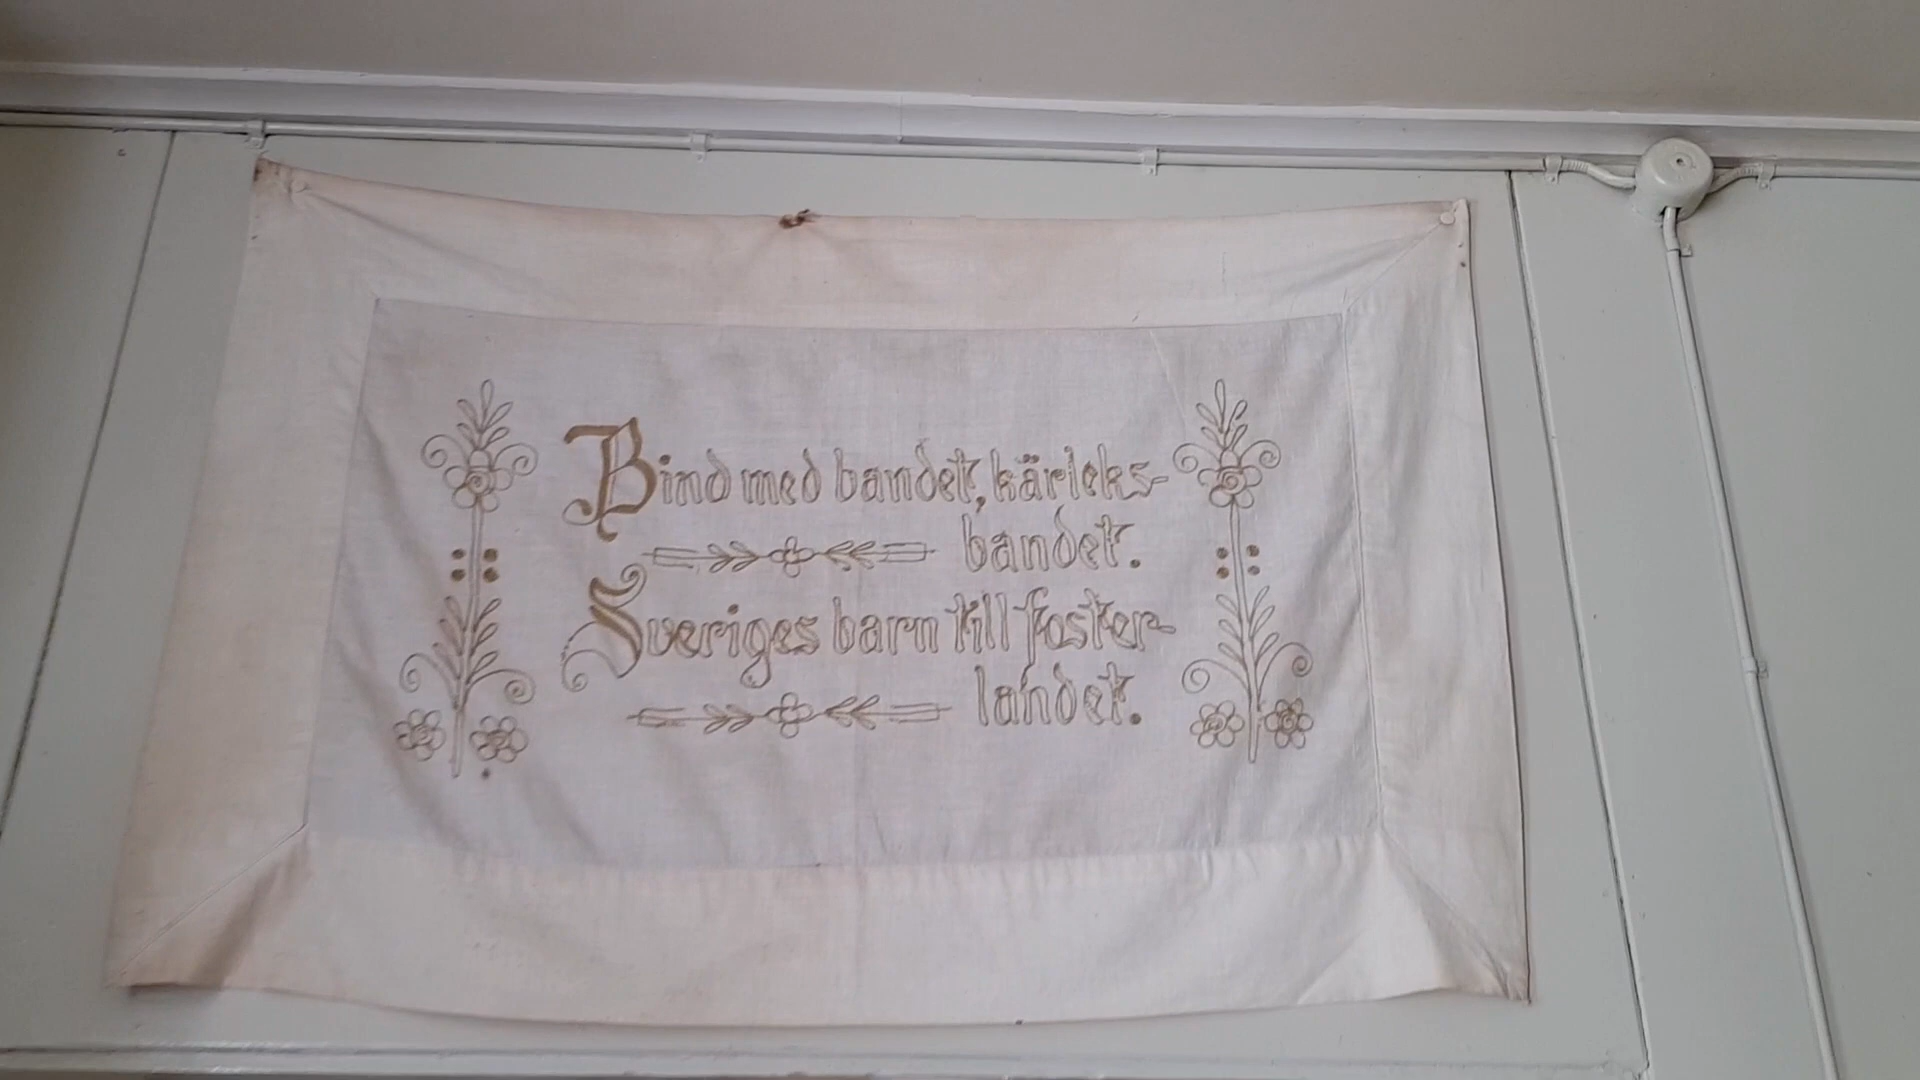 Bind med bandet, kärleks-
bandet.
Sveriges barn till foster-
landet.